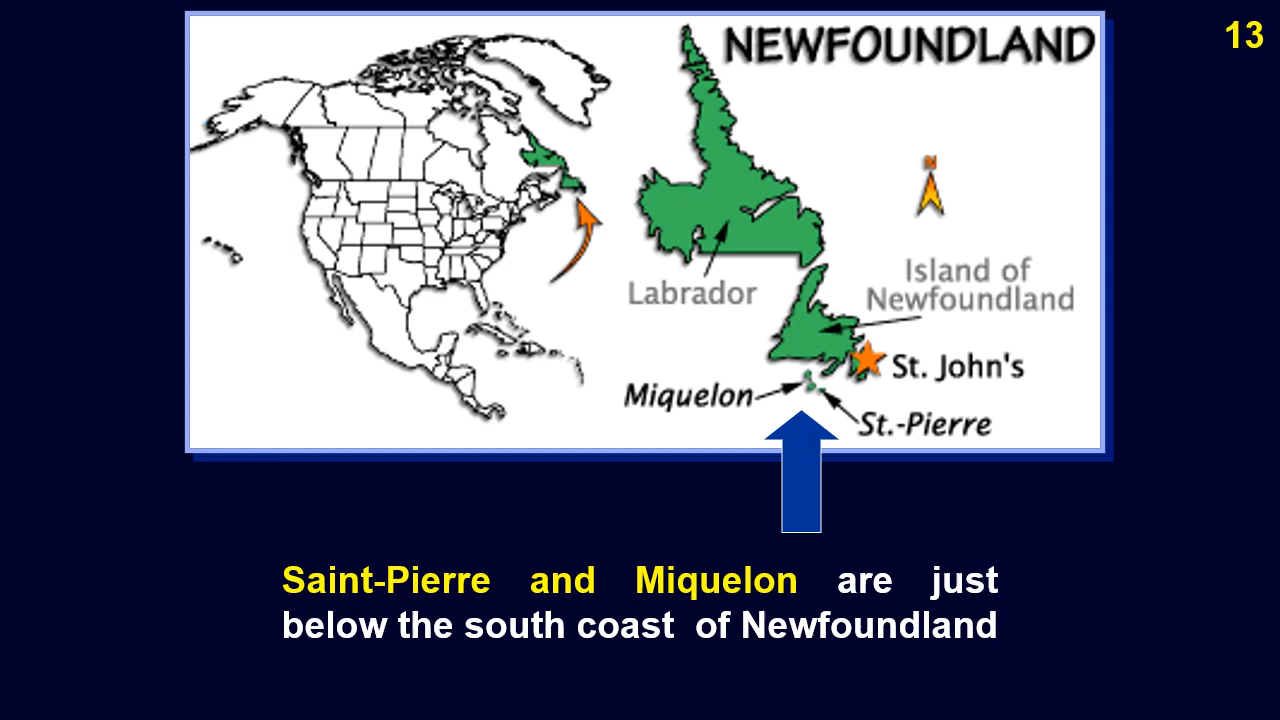 13
NEWFOUNDLAND
N
Labrador
Island of
Newfoundland
St. John's
Miquelon
St.-Pierre
Saint-Pierre and Miquelon are just
below the south coast of Newfoundland